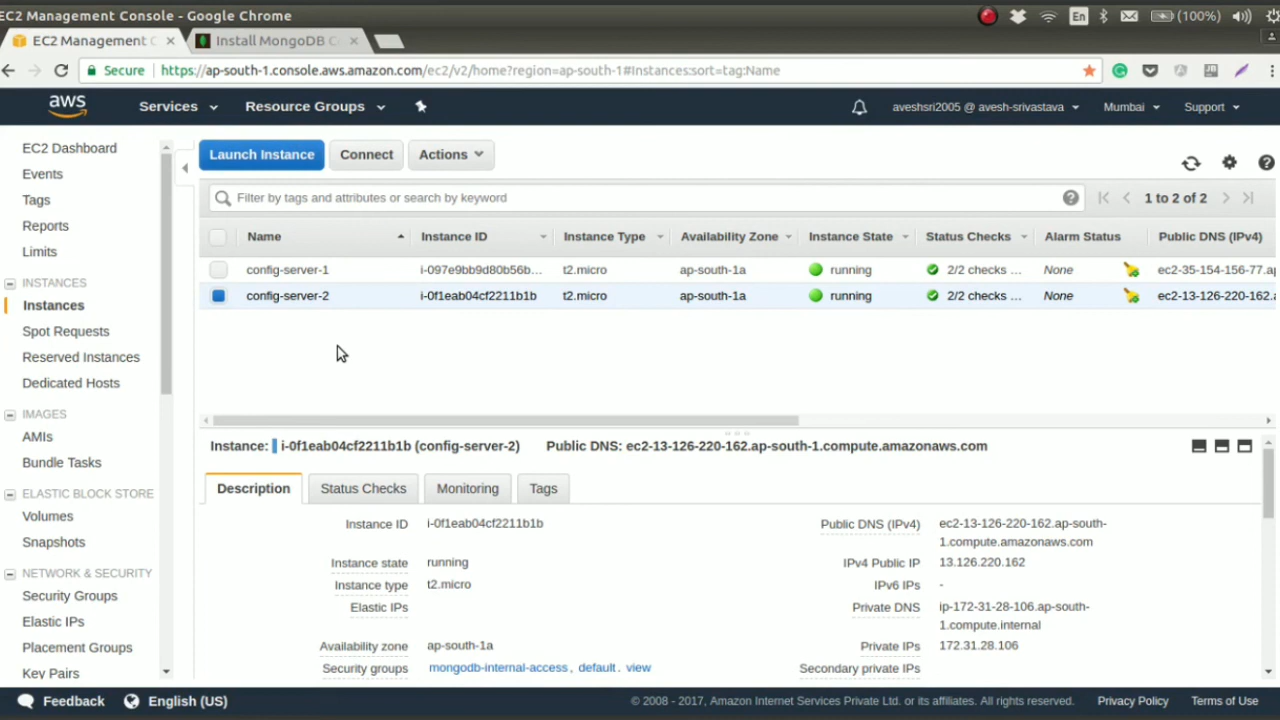 EC2 Management Console - Google Chrome
En (100%)
EC2 Management C
Install MongoDB C
Secure https://ap-south-1.console.aws.amazon.com/ec2/v2/home?region=ap-south-1#Instances:sort=tag:Name
aws Services Resource Groups aveshsri2005 @ avesh-srivastava Mumbai Support
EC2 Dashboard
Events
Tags
Reports
Limits
INSTANCES
Instances
Spot Requests
Reserved Instances
Dedicated Hosts
IMAGES
AMIs
Bundle Tasks
ELASTIC BLOCK STORE
Volumes
Snapshots
NETWORK & SECURITY
Security Groups
Elastic IPs
Placement Groups
Key Pairs
Launch Instance Connect Actions
Filter by tags and attributes or search by keyword 1 to 2 of 2
Name Instance ID Instance Type Availability Zone Instance State Status Checks Alarm Status Public DNS (IPv4)
config-server-1 i-097e9bb9d80b56b... t2.micro ap-south-1a running 2/2 checks ... None ec2-35-154-156-77.ap
config-server-2 i-0f1eab04cf2211b1b t2.micro ap-south-1a running 2/2 checks ... None ec2-13-126-220-162.a
Instance: i-0f1eab04cf2211b1b (config-server-2) Public DNS: ec2-13-126-220-162.ap-south-1.compute.amazonaws.com
Description Status Checks Monitoring Tags
Instance ID i-0f1eab04cf2211b1b
Instance state running
Instance type t2.micro
Elastic IPs
Availability zone ap-south-1a
Security groups mongodb-internal-access, default. view
Public DNS (IPv4) ec2-13-126-220-162.ap-south-
1.compute.amazonaws.com
IPv4 Public IP 13.126.220.162
IPv6 IPs -
Private DNS ip-172-31-28-106.ap-south-
1.compute.internal
Private IPs 172.31.28.106
Secondary private IPs
Feedback English (US) © 2008 - 2017, Amazon Internet Services Private Ltd. or its affiliates. All rights reserved. Privacy Policy Terms of Use